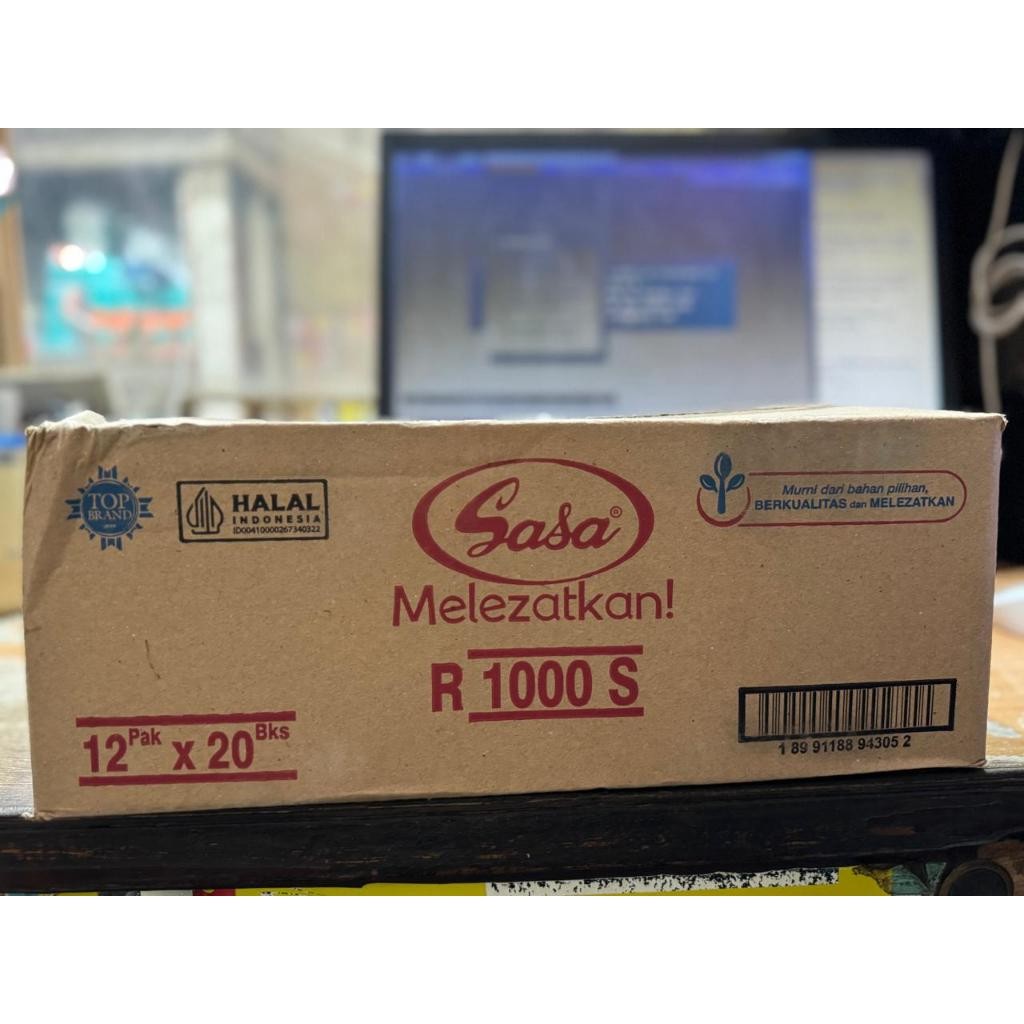 TOP
BRAND
HALAL
INDONESIA
ID00410000267340322
Sasa®
Melezatkan!
Murni dari bahan pilihan,
BERKUALITAS dan MELEZATKAN
R 1000 S
12 Pak x 20 Bks
1 89 91188 94305 2